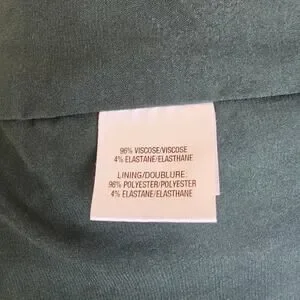 96% VISCOSE/VISCOSE
4% ELASTANE/ELASTHANE
LINING/DOUBLURE:
96% POLYESTER/POLYESTER
4% ELASTANE/ELASTHANE